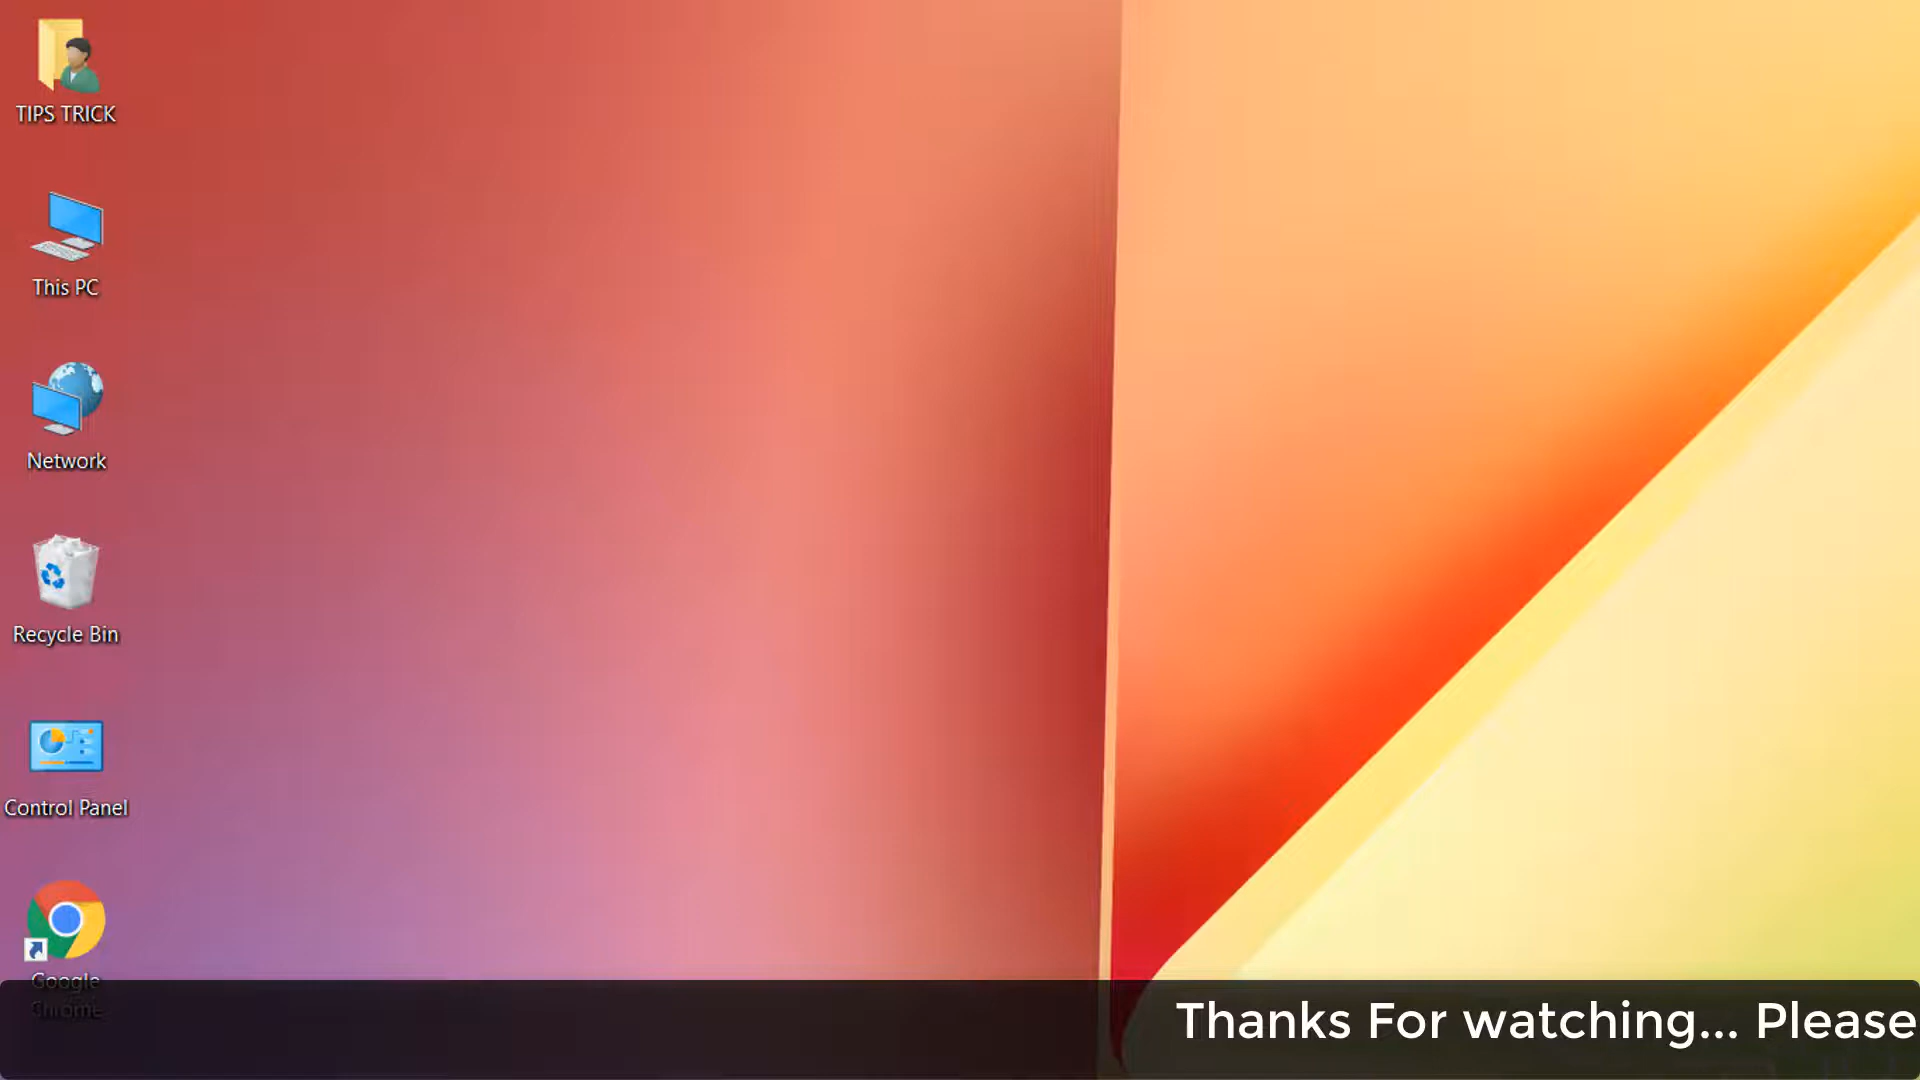 TIPS TRICK
This PC
Network
Recycle Bin
Control Panel
Google
Chrome
Thanks For watching... Please